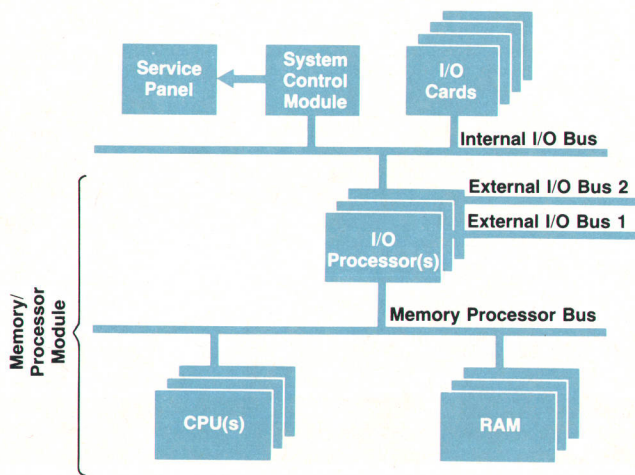 Service
Panel
System
Control
Module
I/O
Cards
Internal I/O Bus
External I/O Bus 2
External I/O Bus 1
I/O
Processor(s)
Memory Processor Bus
Memory/
Processor
Module
CPU(s)
RAM